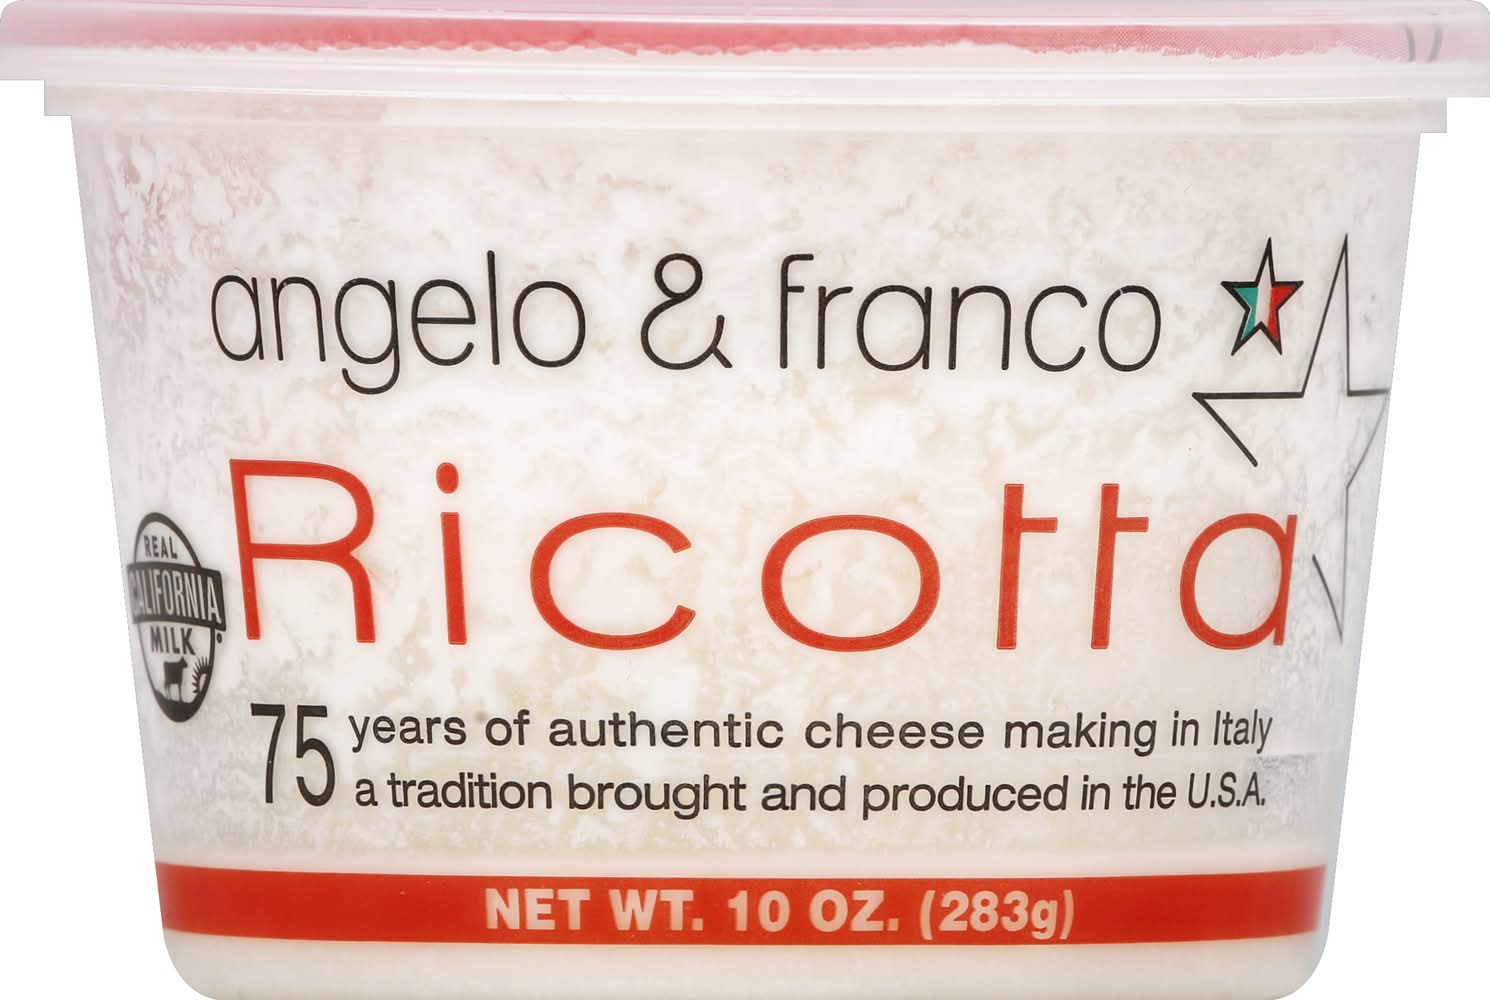 angelo & franco
Ricotta
REAL
CALIFORNIA
MILK
75 years of authentic cheese making in Italy
a tradition brought and produced in the U.S.A.
NET WT. 10 OZ. (283g)